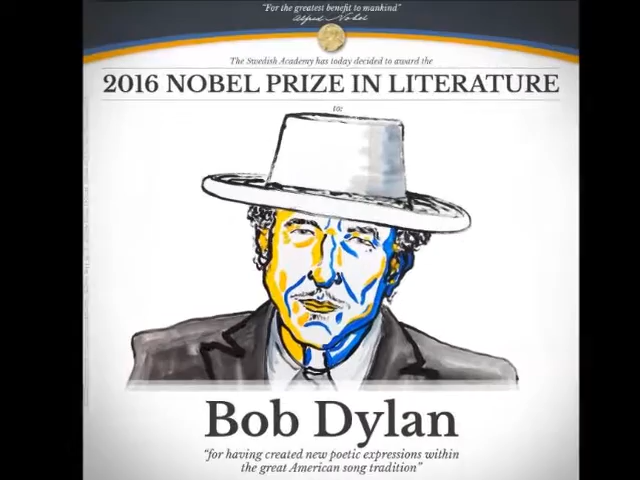 "For the greatest benefit to mankind"
Alfred Nobel
The Swedish Academy has today decided to award the
2016 NOBEL PRIZE IN LITERATURE
to:
Bob Dylan
"for having created new poetic expressions within
the great American song tradition"